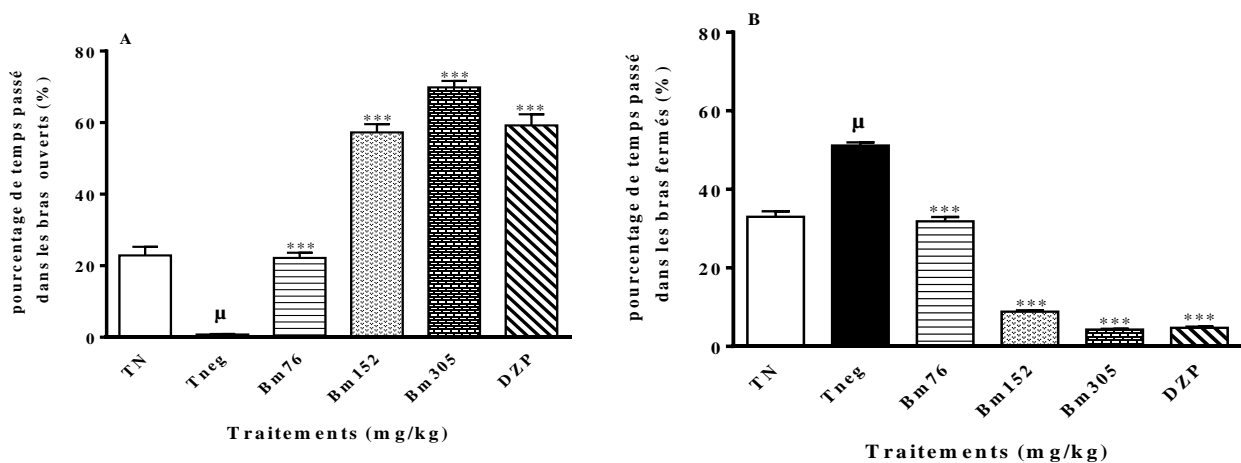 A
pourcentage de temps passé
dans les bras ouverts (%)
80
60
40
20
0
µ
***
***
***
***
TN
Tneg
Bm76
Bm152
Bm305
DZP
Traitements (mg/kg)
B
pourcentage de temps passé
dans les bras fermés (%)
80
60
40
20
0
µ
***
***
***
***
TN
Tneg
Bm76
Bm152
Bm305
DZP
Traitements (mg/kg)